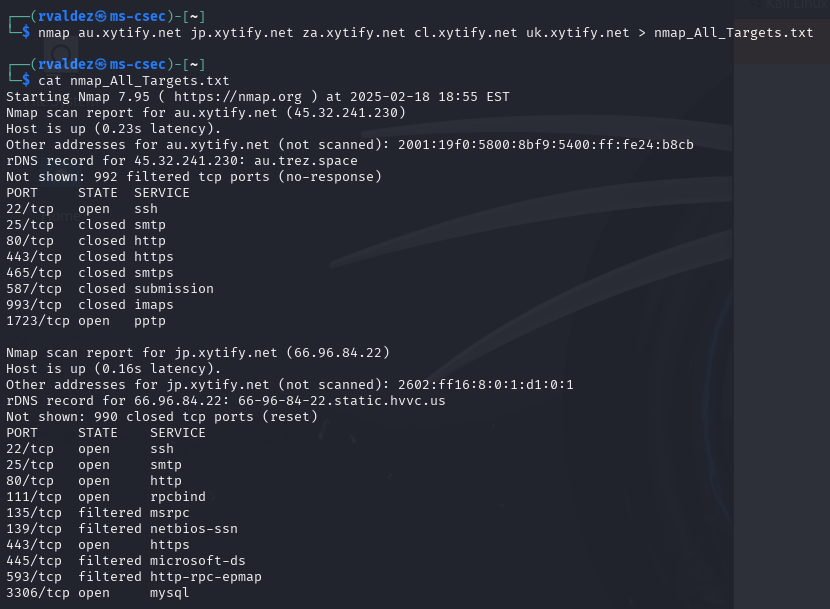 Kali Linux
┌──(rvaldez㉿ms-csec)-[~]
└─$ nmap au.xytify.net jp.xytify.net za.xytify.net cl.xytify.net uk.xytify.net > nmap_All_Targets.txt
┌──(rvaldez㉿ms-csec)-[~]
└─$ cat nmap_All_Targets.txt
Starting Nmap 7.95 ( https://nmap.org ) at 2025-02-18 18:55 EST
Nmap scan report for au.xytify.net (45.32.241.230)
Host is up (0.23s latency).
Other addresses for au.xytify.net (not scanned): 2001:19f0:5800:8bf9:5400:ff:fe24:b8cb
rDNS record for 45.32.241.230: au.trez.space
Not shown: 992 filtered tcp ports (no-response)
PORT     STATE  SERVICE
22/tcp   open   ssh
25/tcp   closed smtp
80/tcp   closed http
443/tcp  closed https
465/tcp  closed smtps
587/tcp  closed submission
993/tcp  closed imaps
1723/tcp open   pptp
Nmap scan report for jp.xytify.net (66.96.84.22)
Host is up (0.16s latency).
Other addresses for jp.xytify.net (not scanned): 2602:ff16:8:0:1:d1:0:1
rDNS record for 66.96.84.22: 66-96-84-22.static.hvvc.us
Not shown: 990 closed tcp ports (reset)
PORT     STATE    SERVICE
22/tcp   open     ssh
25/tcp   open     smtp
80/tcp   open     http
111/tcp  open     rpcbind
135/tcp  filtered msrpc
139/tcp  filtered netbios-ssn
443/tcp  open     https
445/tcp  filtered microsoft-ds
593/tcp  filtered http-rpc-epmap
3306/tcp open     mysql